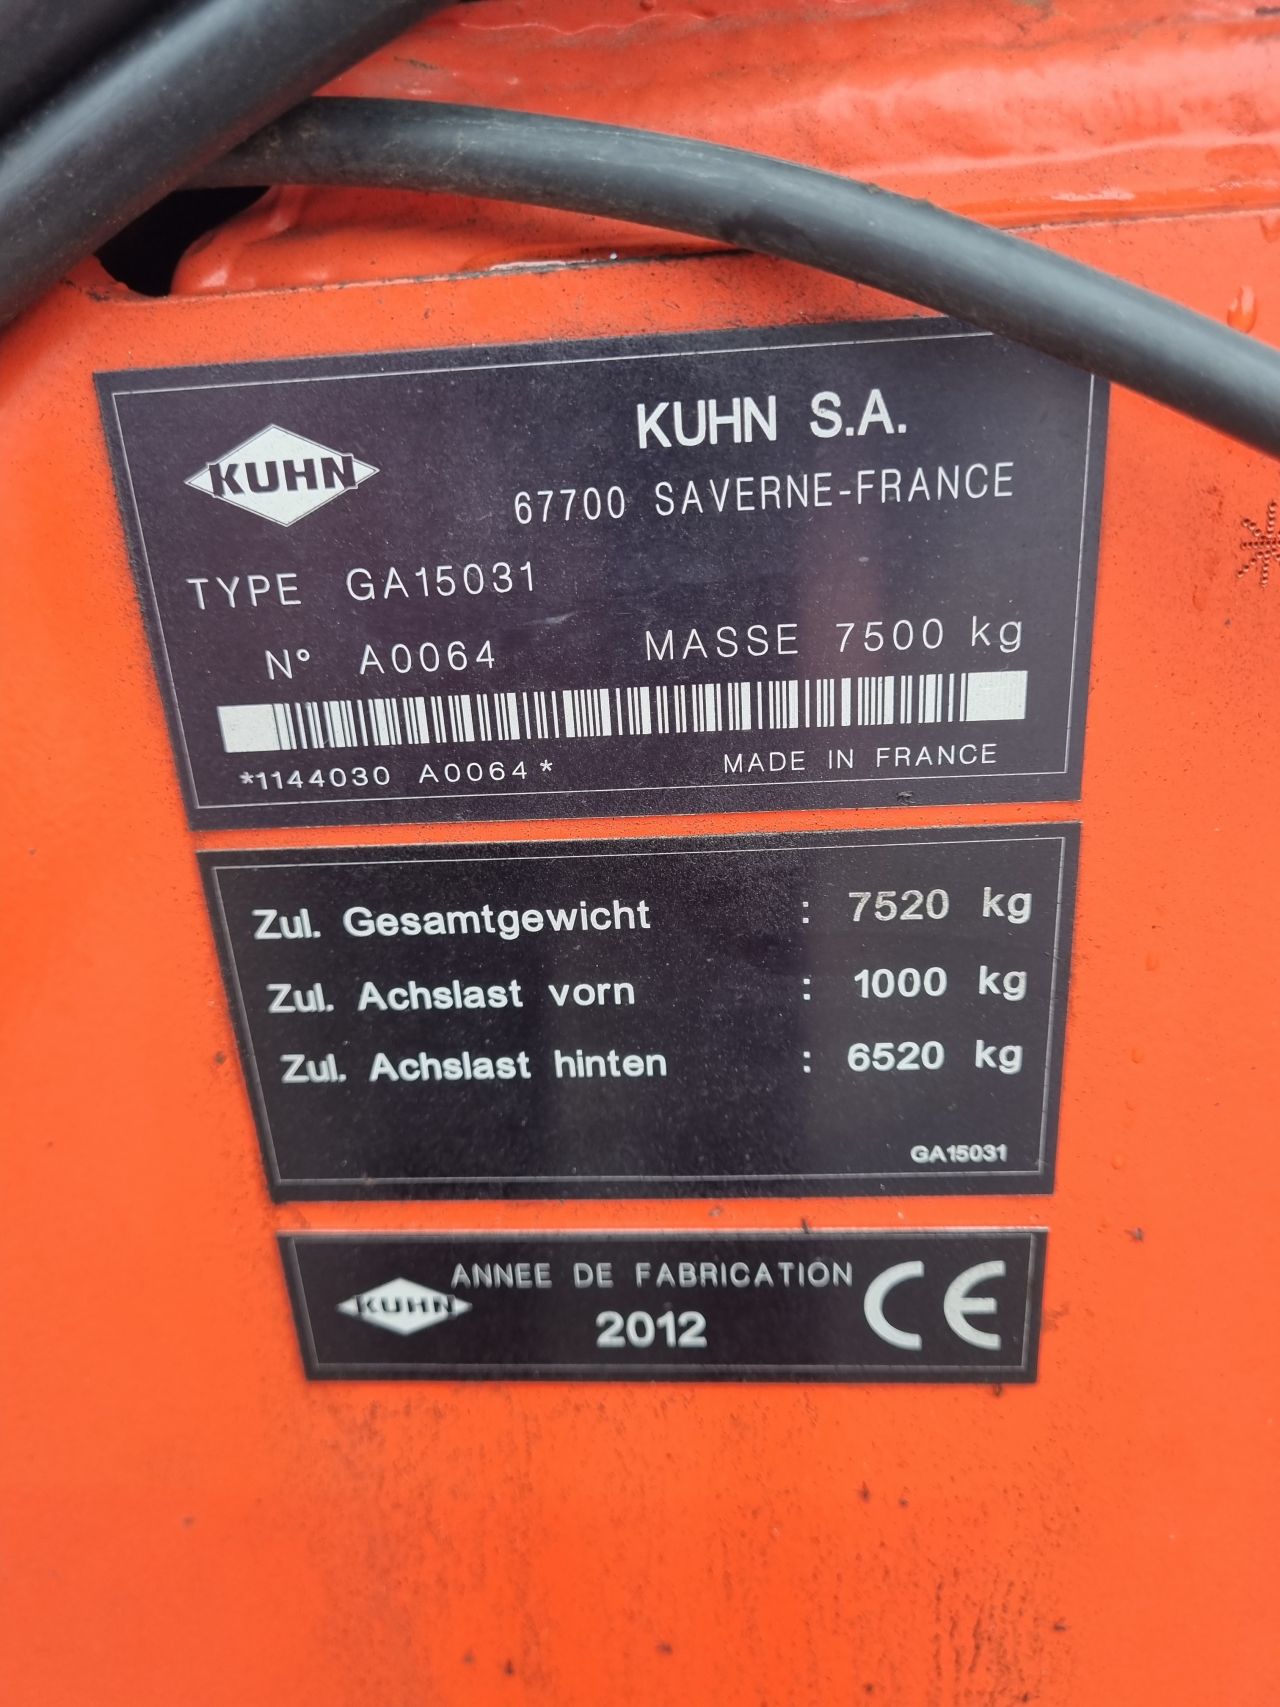 KUHN
KUHN S.A.
67700 SAVERNE-FRANCE
TYPE GA15031
N° A0064 MASSE 7500 kg
*1144030 A0064*
MADE IN FRANCE
Zul. Gesamtgewicht : 7520 kg
Zul. Achslast vorn : 1000 kg
Zul. Achslast hinten : 6520 kg
GA15031
KUHN
ANNEE DE FABRICATION
2012
CE